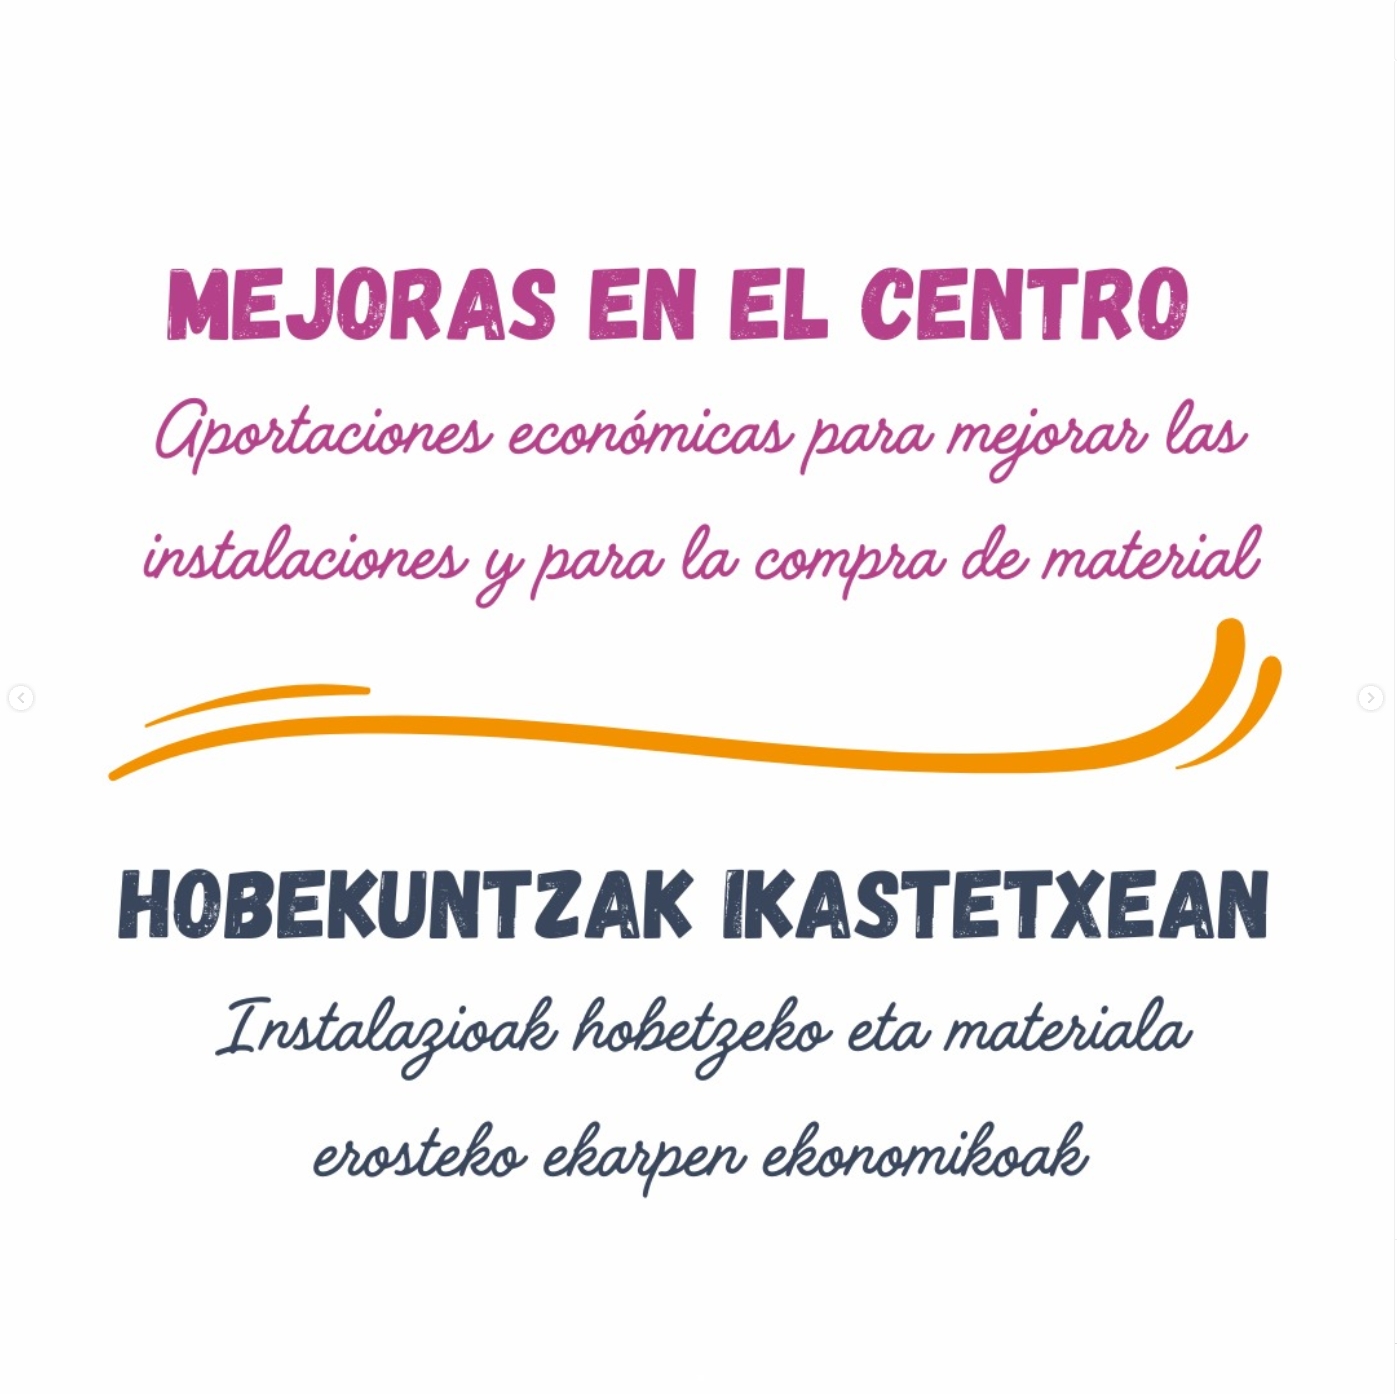 MEJORAS EN EL CENTRO
Aportaciones económicas para mejorar las
instalaciones y para la compra de material
HOBEKUNTZAK IKASTETXEAN
Instalazioak hobetzeko eta materiala
erosteko ekarpen ekonomikoak